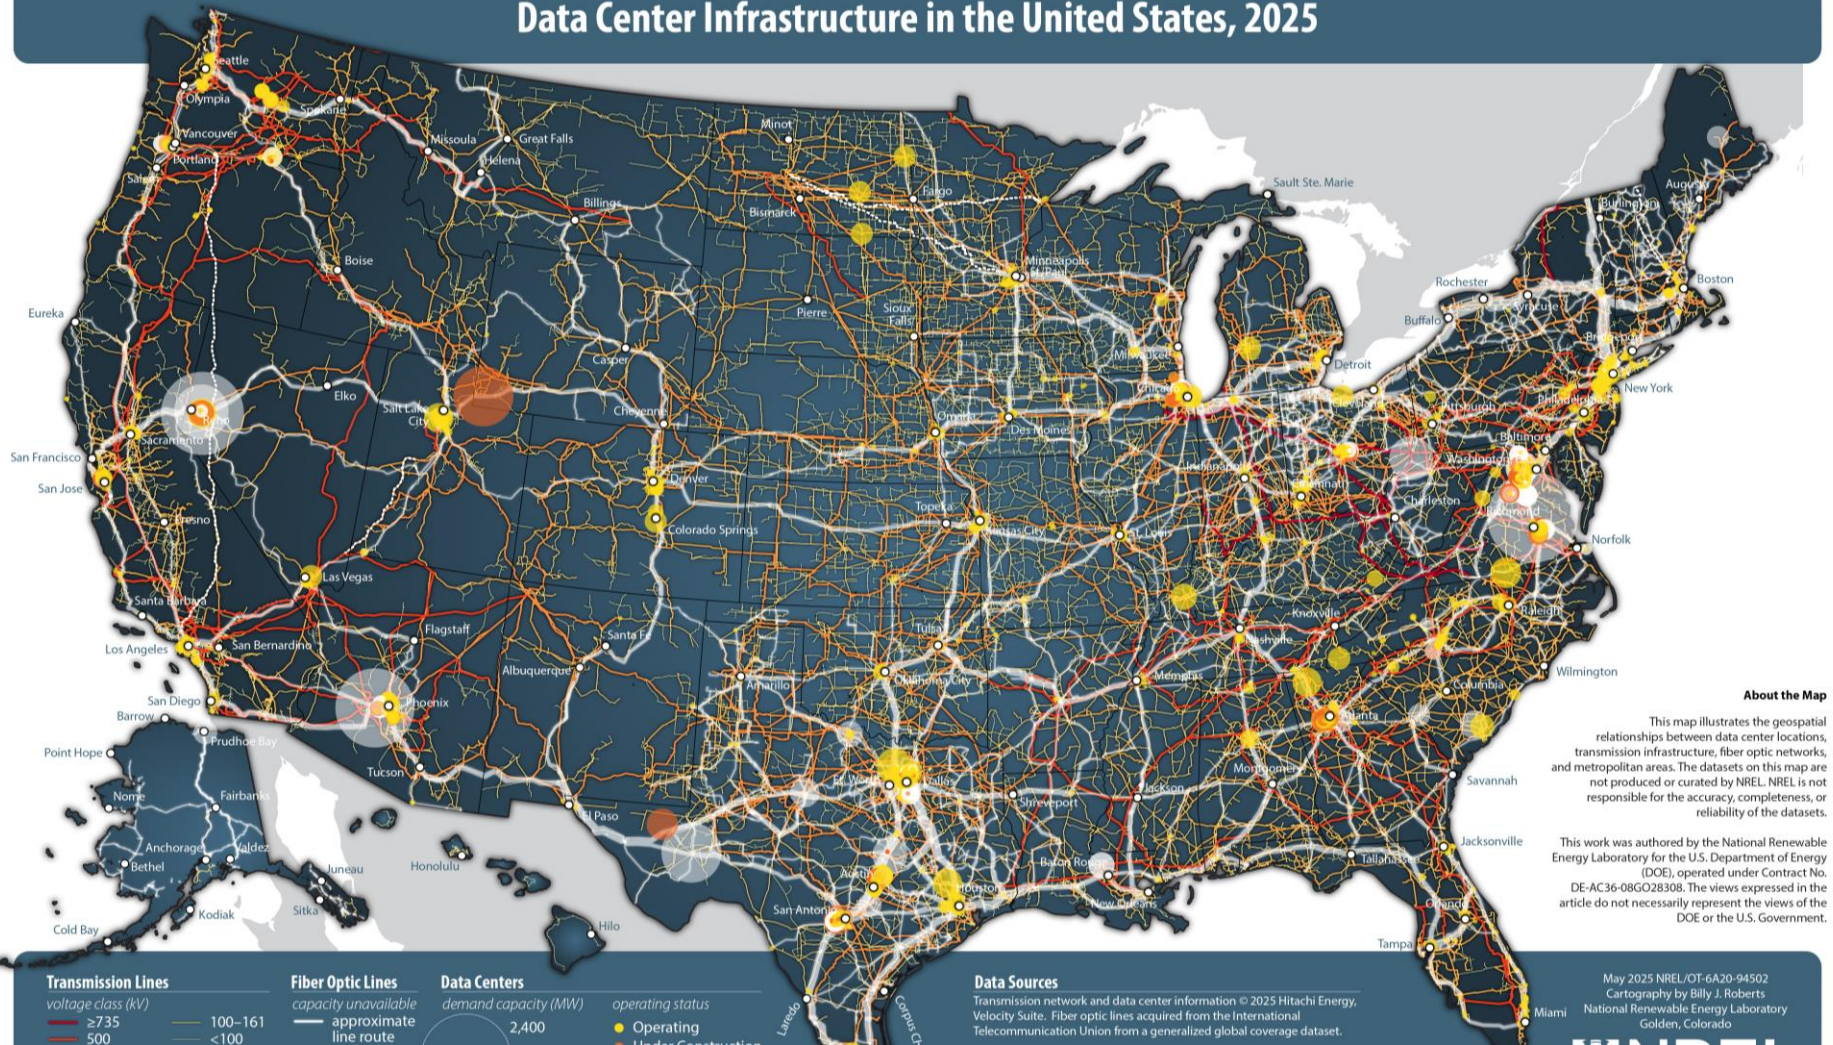 Data Center Infrastructure in the United States, 2025
Seattle
Olympia
Spokane
Vancouver
Portland
Missoula
Great Falls
Helena
Billings
Boise
Minot
Bismarck
Fargo
Sault Ste. Marie
Minneapolis
Pierre
Sioux
Falls
Burlington
Boston
Rochester
Syracuse
Buffalo
Bridgeport
Eureka
Casper
Milwaukee
Detroit
New York
Elko
Salt Lake
City
Cheyenne
Chicago
Philadelphia
Pittsburgh
Reno
Omaha
Des Moines
Sacramento
San Francisco
San Jose
Baltimore
Washington
Denver
Indianapolis
Cincinnati
Charleston
Fresno
Colorado Springs
Topeka
Kansas City
St. Louis
Richmond
Norfolk
Las Vegas
Santa Barbara
Los Angeles
San Bernardino
Flagstaff
Santa Fe
Tulsa
Knoxville
Raleigh
Nashville
Albuquerque
Amarillo
Oklahoma City
Memphis
Wilmington
San Diego
Phoenix
Columbia
Atlanta
Barrow
Prudhoe Bay
Point Hope
Tucson
Ft. Worth
Dallas
Montgomery
Savannah
Nome
Fairbanks
El Paso
Shreveport
Jackson
Anchorage
Valdez
Bethel
Juneau
Honolulu
Austin
Houston
Baton Rouge
New Orleans
Tallahassee
Jacksonville
Kodiak
Sitka
Cold Bay
Hilo
San Antonio
Orlando
Tampa
Laredo
Miami
About the Map
This map illustrates the geospatial
relationships between data center locations,
transmission infrastructure, fiber optic networks,
and metropolitan areas. The datasets on this map are
not produced or curated by NREL. NREL is not
responsible for the accuracy, completeness, or
reliability of the datasets.
This work was authored by the National Renewable
Energy Laboratory for the U.S. Department of Energy
(DOE), operated under Contract No.
DE-AC36-08GO28308. The views expressed in the
article do not necessarily represent the views of the
DOE or the U.S. Government.
Transmission Lines
voltage class (kV)
≥735
500
100–161
<100
Fiber Optic Lines
capacity unavailable
approximate
line route
Data Centers
demand capacity (MW)
2,400
operating status
Operating
Under Construction
Data Sources
Transmission network and data center information © 2025 Hitachi Energy,
Velocity Suite. Fiber optic lines acquired from the International
Telecommunication Union from a generalized global coverage dataset.
May 2025 NREL/OT-6A20-94502
Cartography by Billy J. Roberts
National Renewable Energy Laboratory
Golden, Colorado
NREL